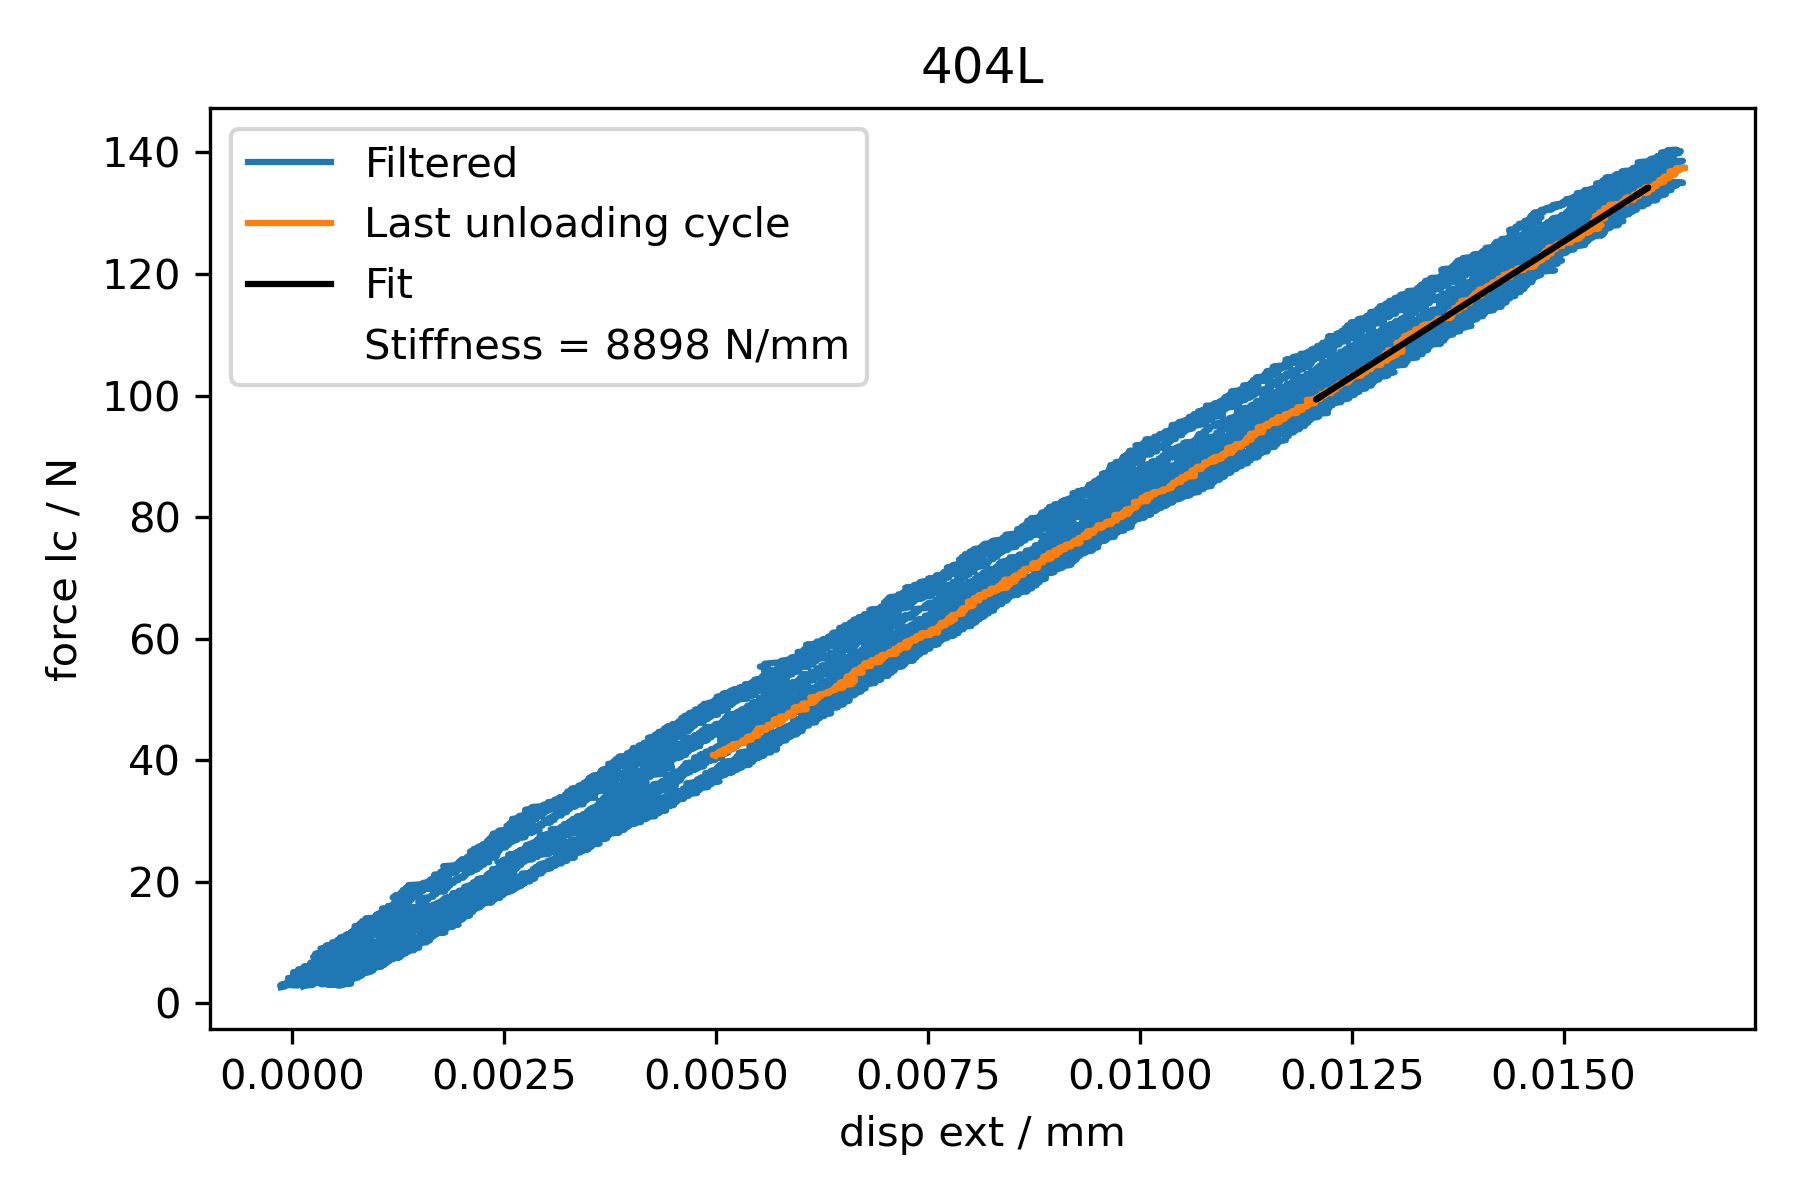 404L
140
120
100
80
60
40
20
0
force lc / N
Filtered
Last unloading cycle
Fit
Stiffness = 8898 N/mm
0.0000 0.0025 0.0050 0.0075 0.0100 0.0125 0.0150
disp ext / mm